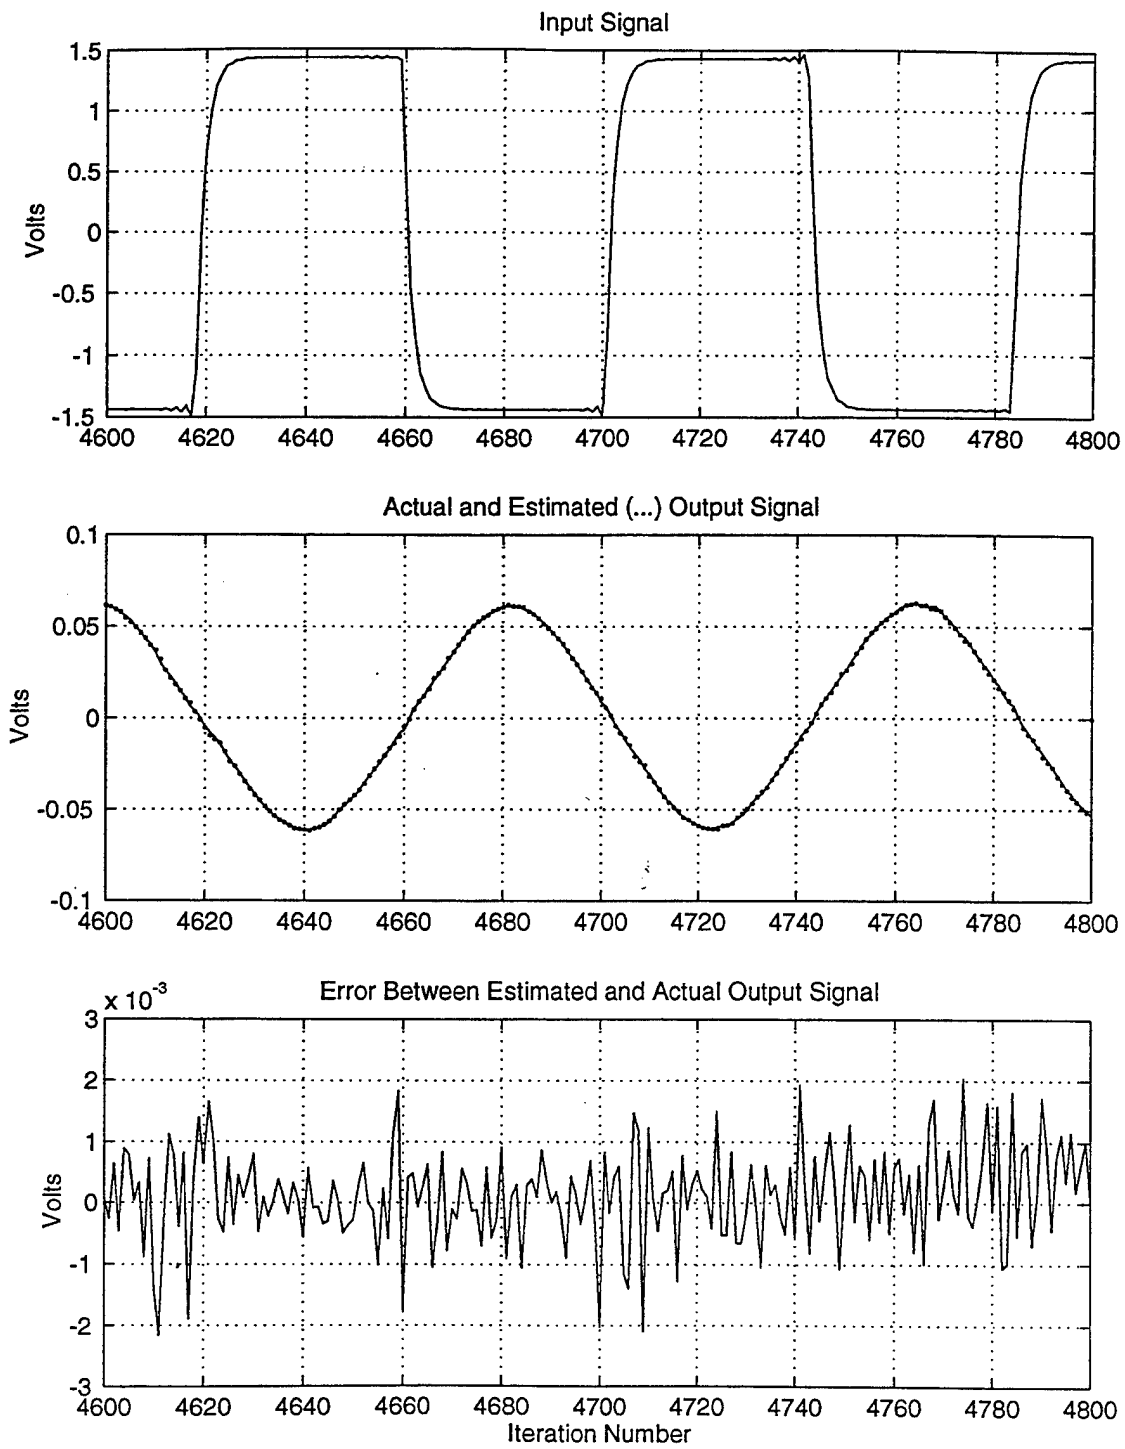 Input Signal
1.5
1
0.5
0
-0.5
-1
-1.5
Volts
4600 4620 4640 4660 4680 4700 4720 4740 4760 4780 4800
Actual and Estimated (...) Output Signal
0.1
0.05
0
-0.05
-0.1
Volts
4600 4620 4640 4660 4680 4700 4720 4740 4760 4780 4800
x 10-3
Error Between Estimated and Actual Output Signal
3
2
1
0
-1
-2
-3
Volts
4600 4620 4640 4660 4680 4700 4720 4740 4760 4780 4800
Iteration Number